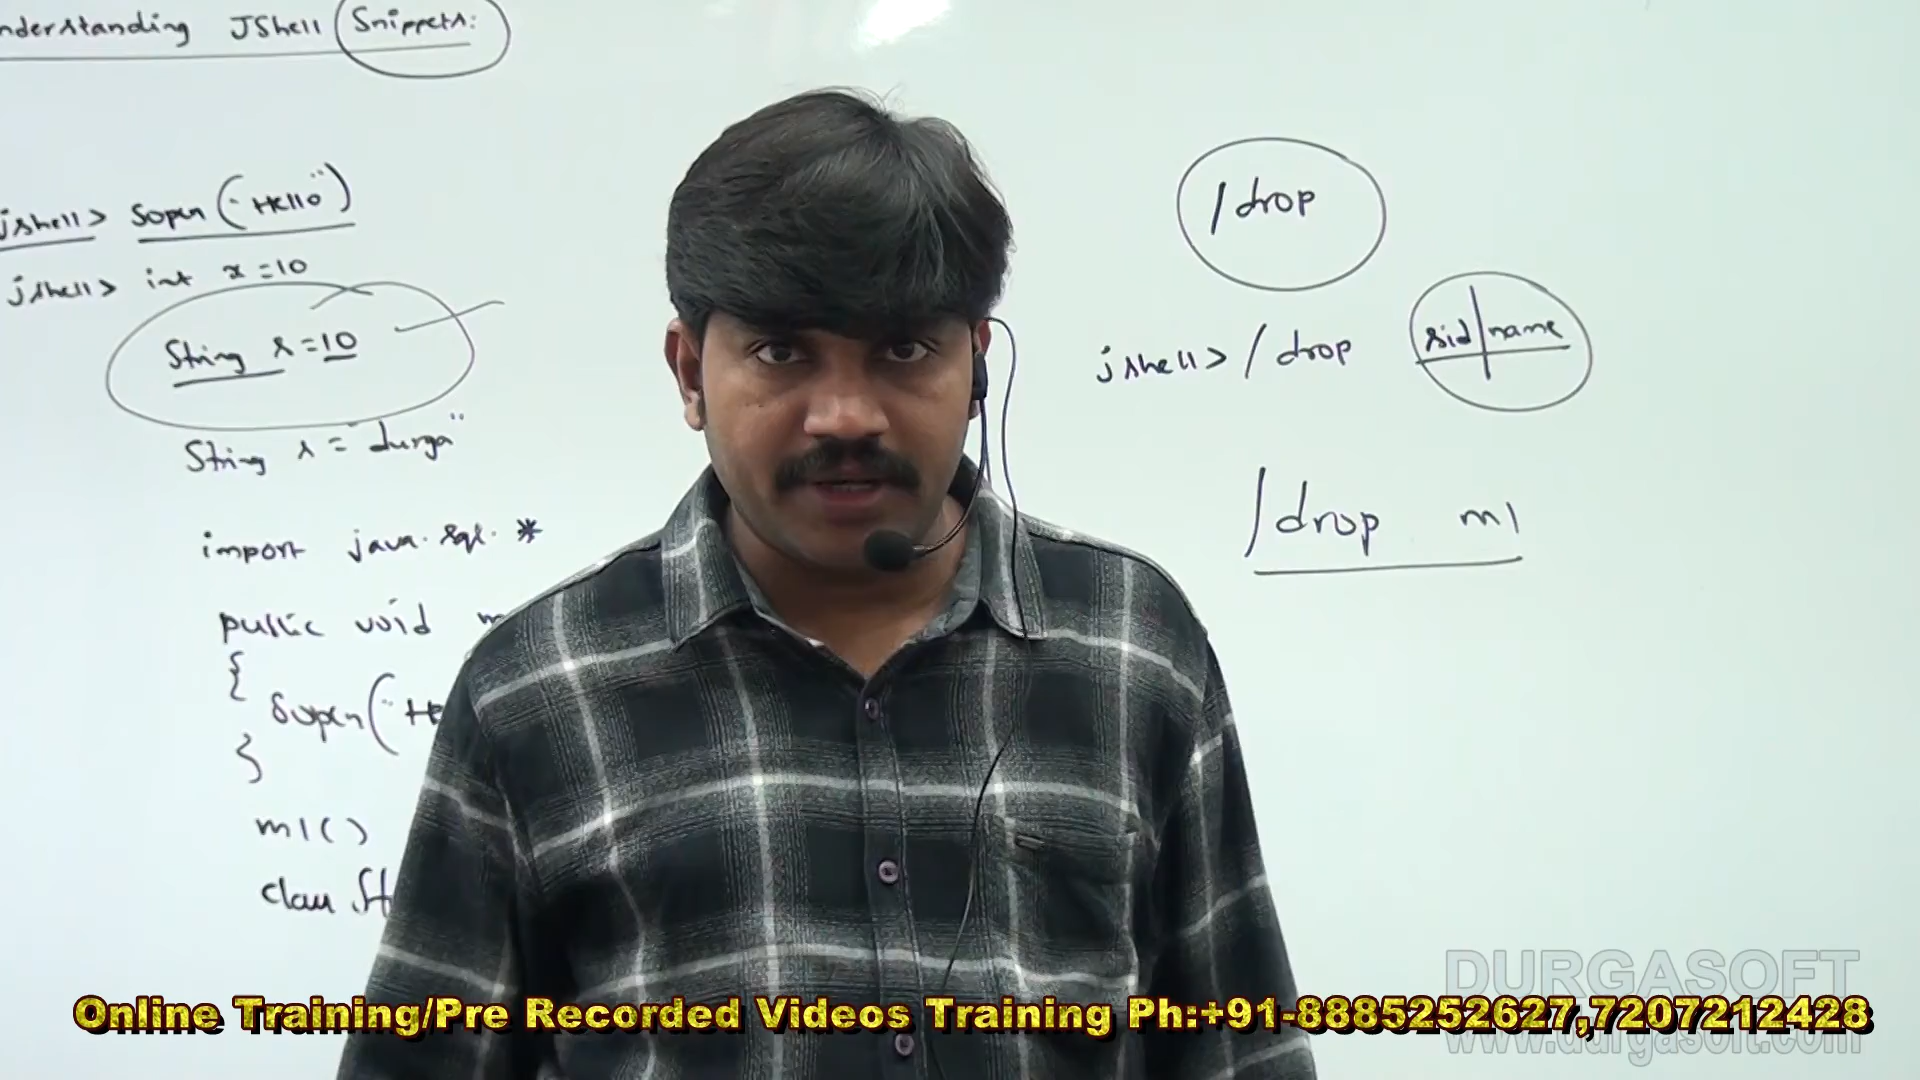 nderstanding JShell Snippets:
jshell> Sopln ("Hello")
jshell> int x =10
String s =10
String s = "durga"
import java.sql.*
public void m
{
Sopln("He
}
m1()
class St
/drop
jshell> /drop sid|name
/drop m1
DURGASOFT
www.durgasoft.com
Online Training/Pre Recorded Videos Training Ph:+91-8885252627,7207212428